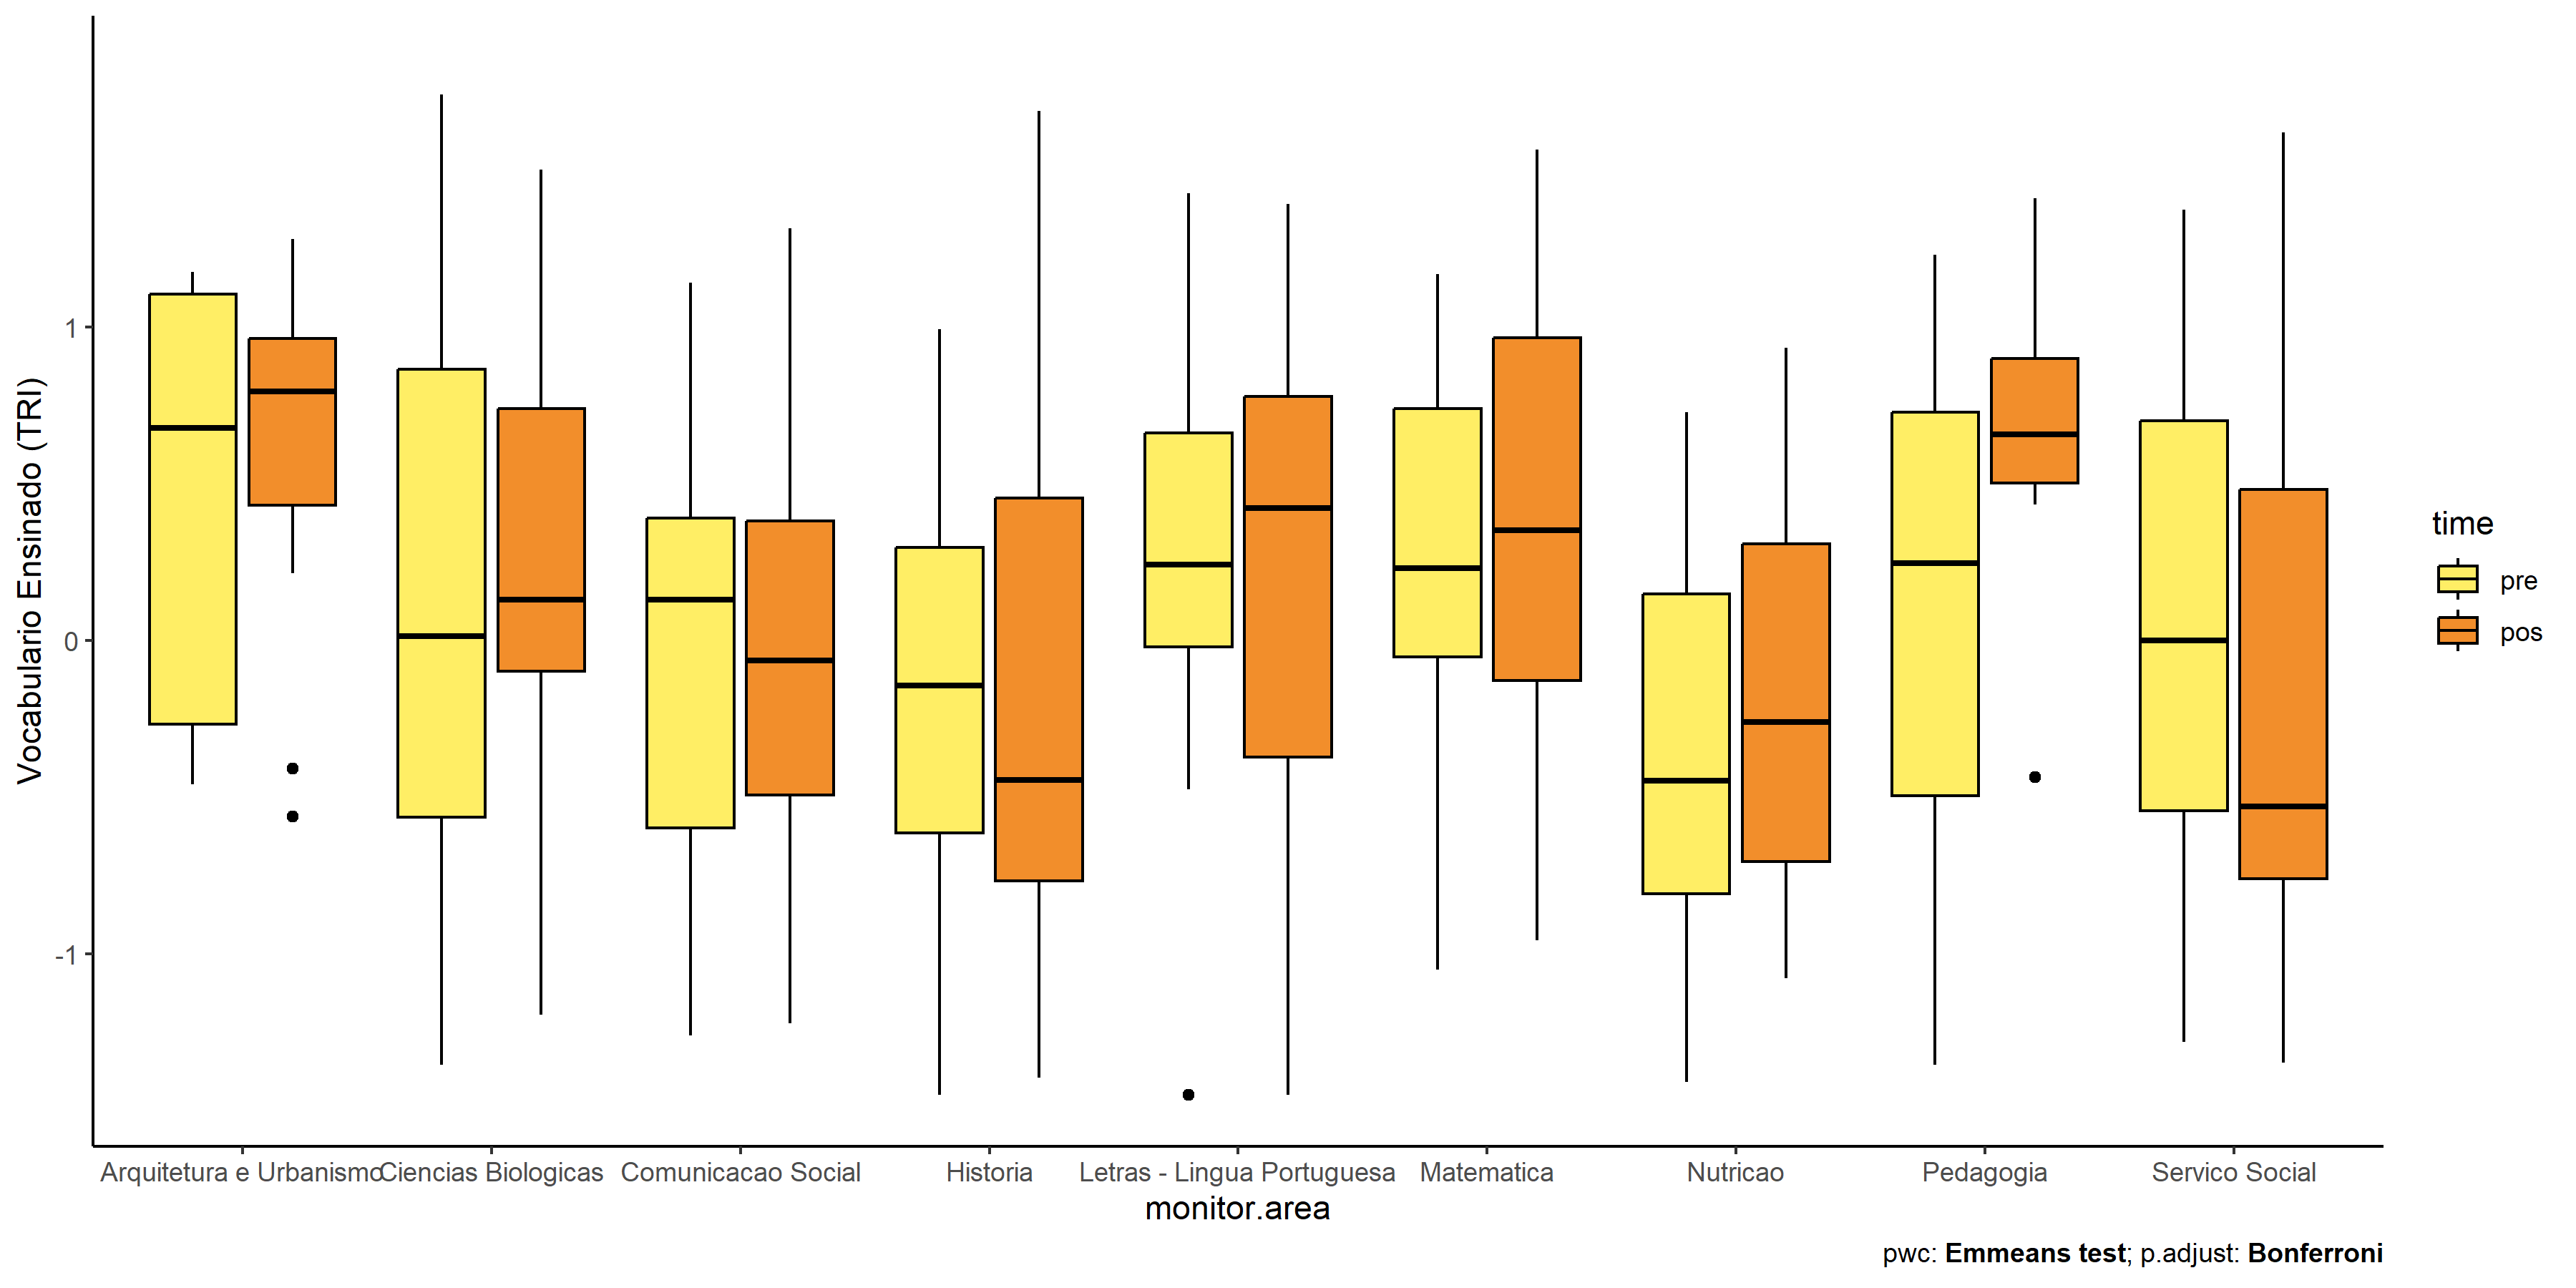 Vocabulario Ensinado (TRI)
1
0
-1
Arquitetura e Urbanismo
Ciencias Biologicas
Comunicacao Social
Historia
Letras - Lingua Portuguesa
Matematica
Nutricao
Pedagogia
Servico Social
monitor.area
time
pre
pos
pwc: Emmeans test; p.adjust: Bonferroni